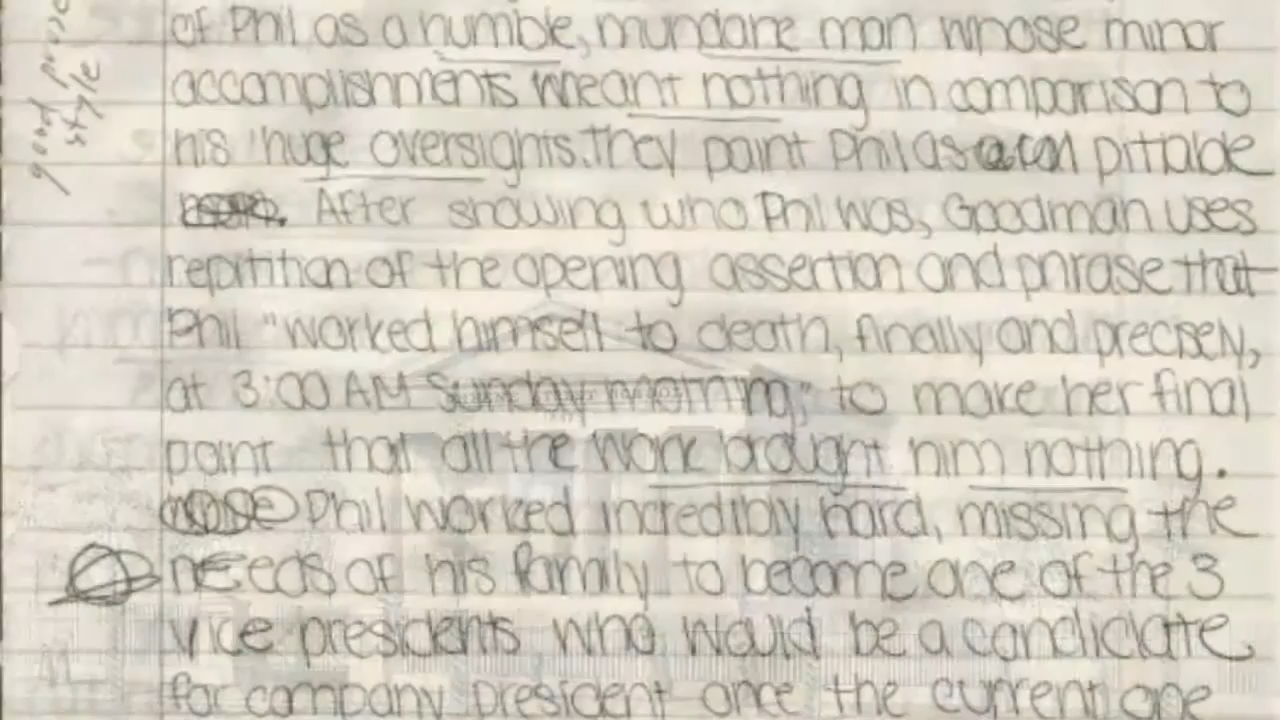 good prose
style
of Phil as a humble, mundane man whose minor
accomplishments meant nothing in comparison to
his huge oversights. They paint Phil as a pittable
After showing who Phil was, Goodman uses
repitition of the opening assertion and phrase that
Phil "worked himself to death, finally and precisely,
at 3:00 AM Sunday morning," to make her final
point that all the work brought him nothing.
Phil worked incredibly hard, missing the
needs of his family to become one of the 3
vice presidents who would be a candidate
for company president once the current one